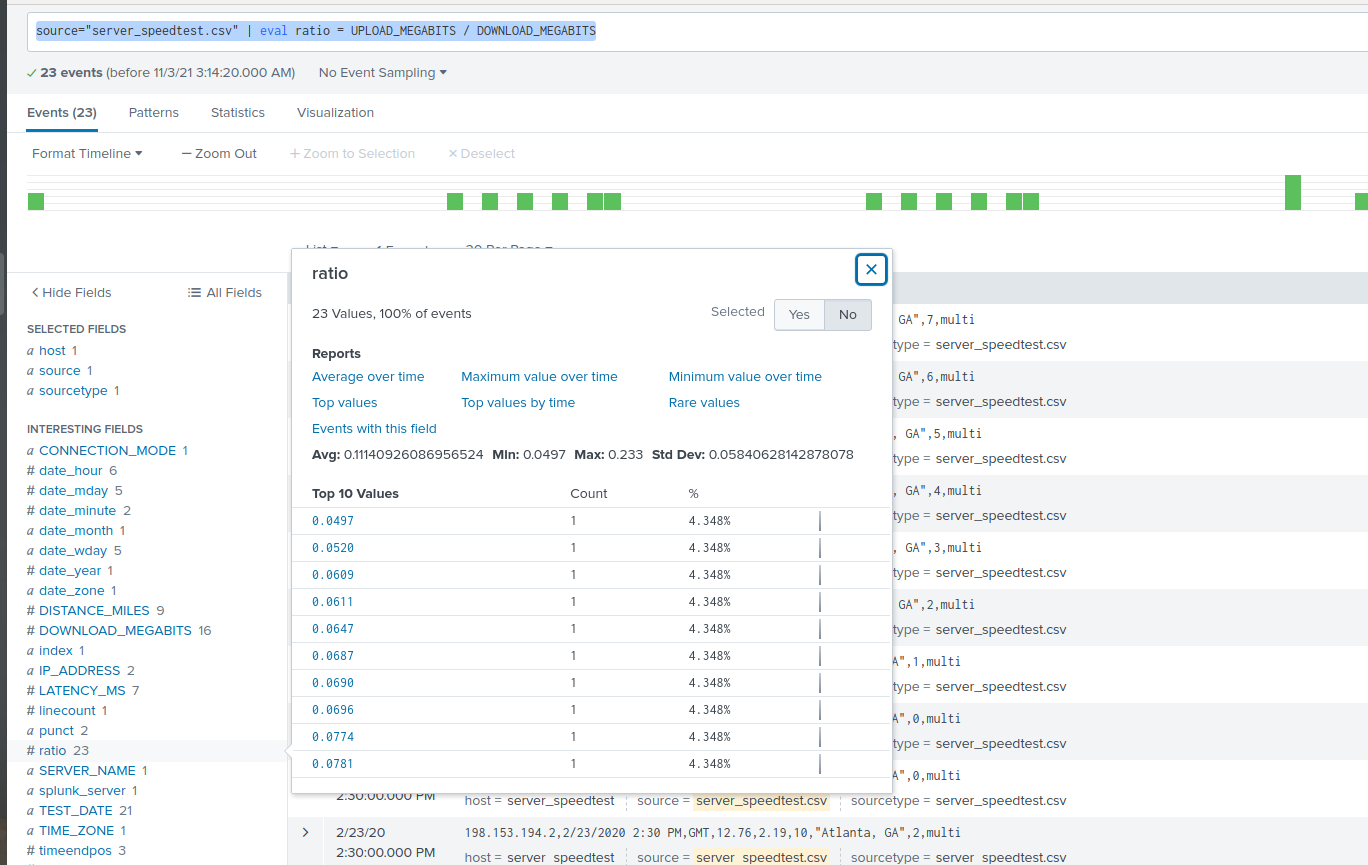 source="server_speedtest.csv" | eval ratio = UPLOAD_MEGABITS / DOWNLOAD_MEGABITS
23 events (before 11/3/21 3:14:20.000 AM) No Event Sampling
Events (23) Patterns Statistics Visualization
Format Timeline — Zoom Out + Zoom to Selection × Deselect
Hide Fields All Fields
SELECTED FIELDS
a host 1
a source 1
a sourcetype 1
INTERESTING FIELDS
a CONNECTION_MODE 1
# date_hour 6
# date_mday 5
# date_minute 2
a date_month 1
a date_wday 5
# date_year 1
a date_zone 1
# DISTANCE_MILES 9
# DOWNLOAD_MEGABITS 16
a index 1
a IP_ADDRESS 2
# LATENCY_MS 7
# linecount 1
a punct 2
# ratio 23
a SERVER_NAME 1
a splunk_server 1
a TEST_DATE 21
a TIME_ZONE 1
# timeendpos 3
ratio
23 Values, 100% of events Selected Yes No
Reports
Average over time Maximum value over time Minimum value over time
Top values Top values by time Rare values
Events with this field
Avg: 0.11140926086956524 Min: 0.0497 Max: 0.233 Std Dev: 0.05840628142878078
Top 10 Values Count %
0.0497 1 4.348%
0.0520 1 4.348%
0.0609 1 4.348%
0.0611 1 4.348%
0.0647 1 4.348%
0.0687 1 4.348%
0.0690 1 4.348%
0.0696 1 4.348%
0.0774 1 4.348%
0.0781 1 4.348%
GA",7,multi
type = server_speedtest.csv
GA",6,multi
type = server_speedtest.csv
, GA",5,multi
type = server_speedtest.csv
, GA",4,multi
type = server_speedtest.csv
, GA",3,multi
type = server_speedtest.csv
GA",2,multi
type = server_speedtest.csv
A",1,multi
type = server_speedtest.csv
A",0,multi
type = server_speedtest.csv
A",0,multi
2:30:00.000 PM host = server_speedtest source = server_speedtest.csv sourcetype = server_speedtest.csv
2/23/20 198.153.194.2,2/23/2020 2:30 PM,GMT,12.76,2.19,10,"Atlanta, GA",2,multi
2:30:00.000 PM host = server_speedtest source = server_speedtest.csv sourcetype = server_speedtest.csv